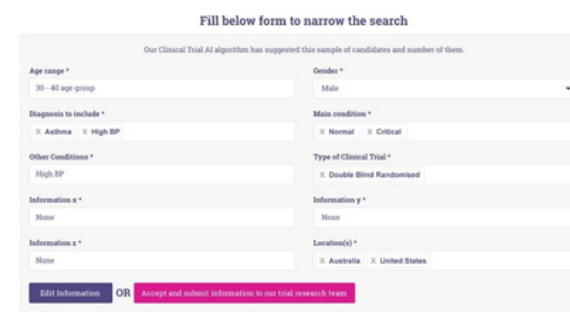 Fill below form to narrow the search
Our Clinical Trial AI algorithm has suggested this sample of candidates and number of them.
Age range * Gender *
30 - 40 age group Male
Diagnosis to include * Main condition *
X Asthma X High BP X Normal X Critical
Other Conditions * Type of Clinical Trial *
High BP X Double Blind Randomised
Information x * Information y *
None None
Information z * Location(s) *
None X Australia X United States
Edit Information OR Accept and submit information to our trial research team